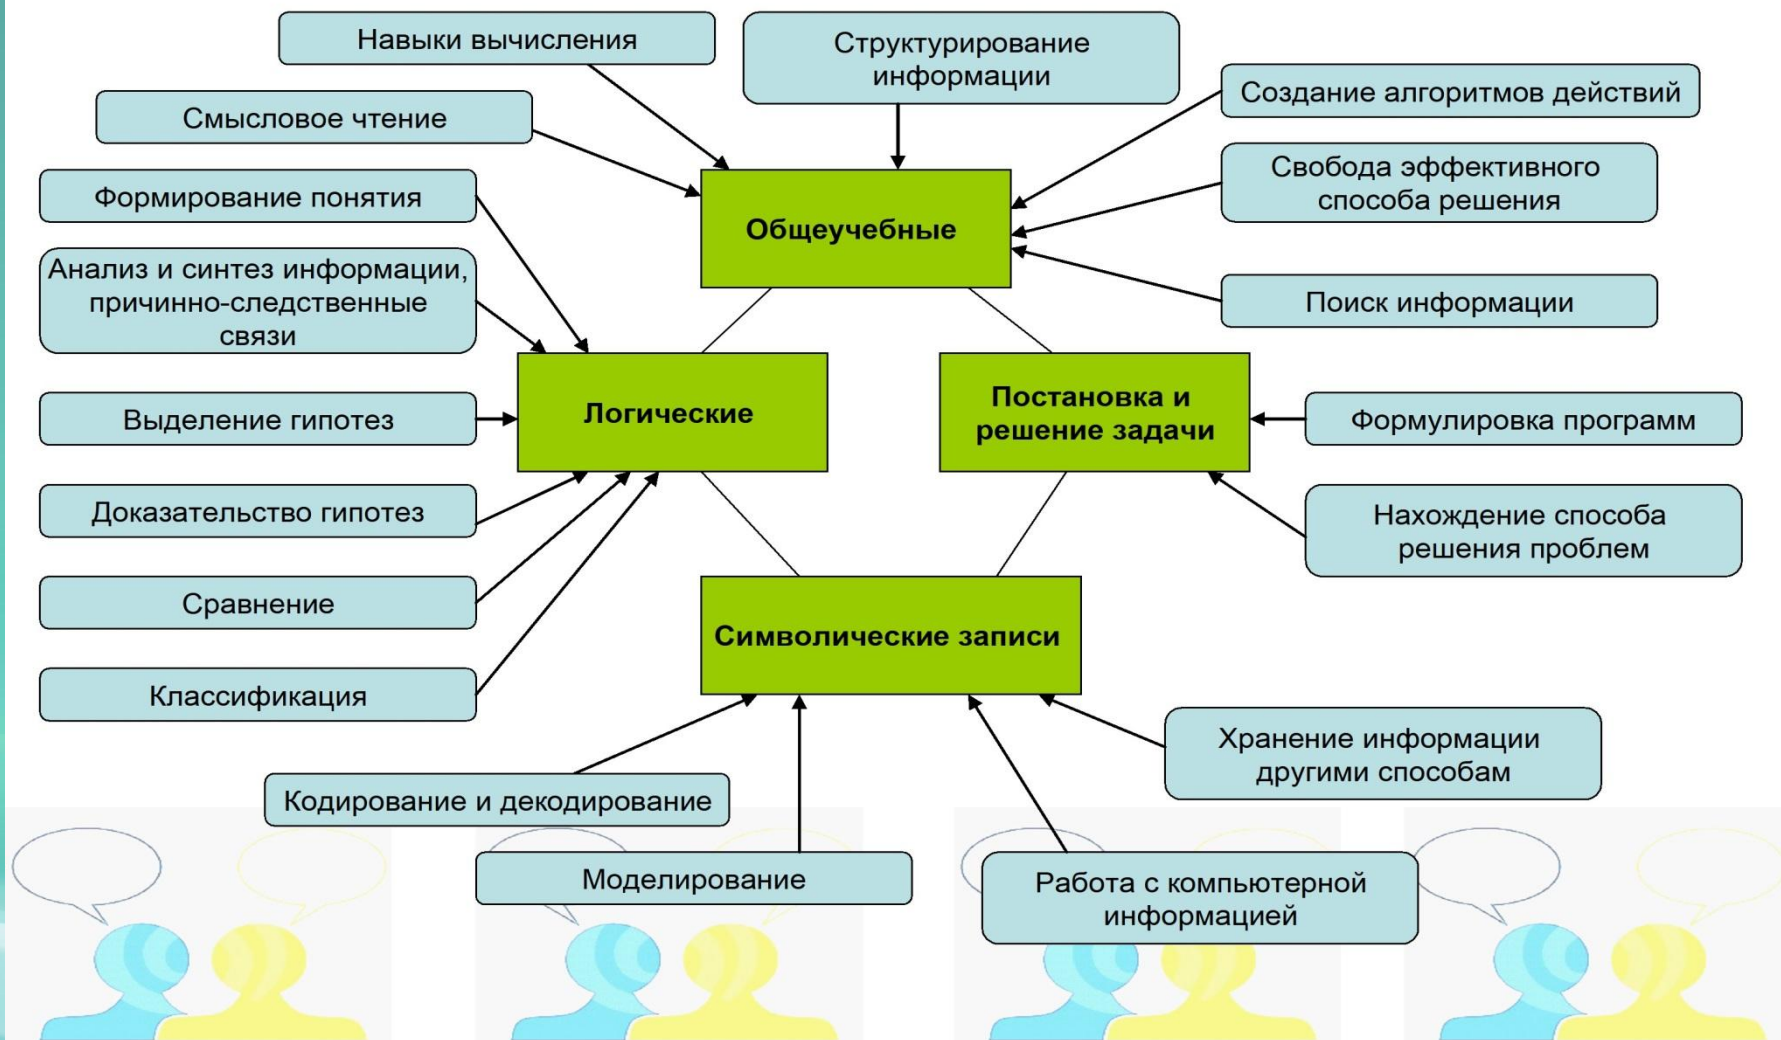 Навыки вычисления
Структурирование
информации
Создание алгоритмов действий
Смысловое чтение
Свобода эффективного
способа решения
Формирование понятия
Общеучебные
Анализ и синтез информации,
причинно-следственные
связи
Поиск информации
Выделение гипотез
Логические
Постановка и
решение задачи
Формулировка программ
Доказательство гипотез
Нахождение способа
решения проблем
Сравнение
Символические записи
Классификация
Хранение информации
другими способам
Кодирование и декодирование
Моделирование
Работа с компьютерной
информацией